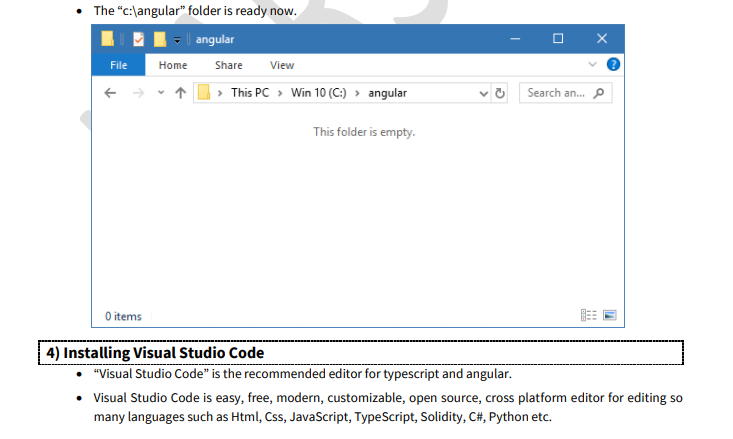 • The “c:\angular” folder is ready now.
angular
File Home Share View
This PC > Win 10 (C:) > angular
Search an...
This folder is empty.
0 items
4) Installing Visual Studio Code
• “Visual Studio Code” is the recommended editor for typescript and angular.
• Visual Studio Code is easy, free, modern, customizable, open source, cross platform editor for editing so
many languages such as Html, Css, JavaScript, TypeScript, Solidity, C#, Python etc.